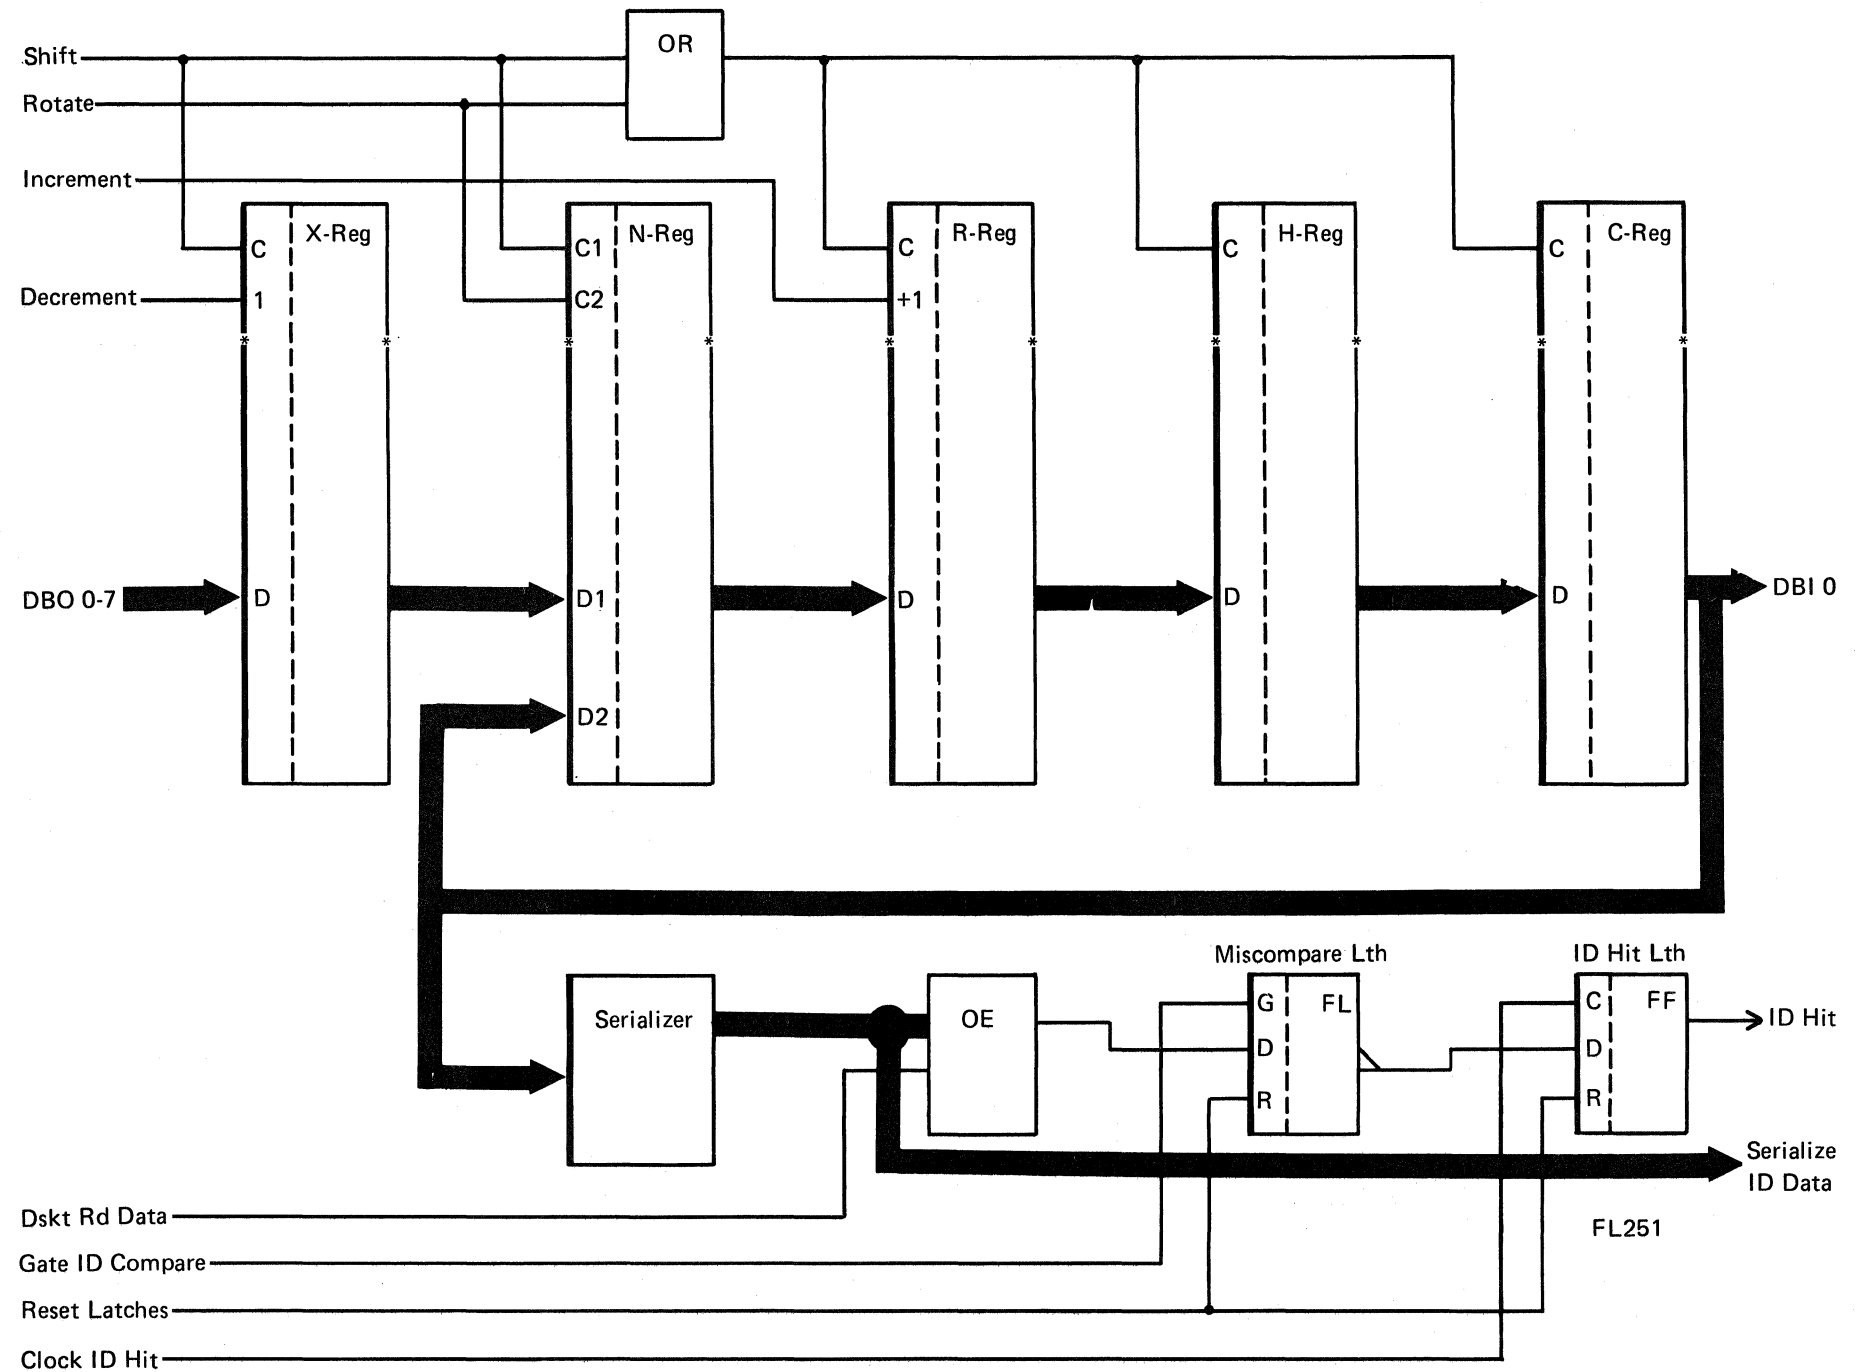 OR
Shift
Rotate
Increment
X-Reg
N-Reg
R-Reg
H-Reg
C-Reg
C
C1
C
C
C
Decrement
1
C2
+1
*
*
*
*
*
*
*
*
*
*
DBO 0-7
D
D1
D
D
D
DBI 0
D2
Miscompare Lth
ID Hit Lth
Serializer
OE
G
FL
C
FF
ID Hit
D
D
R
R
Serialize
ID Data
Dskt Rd Data
FL251
Gate ID Compare
Reset Latches
Clock ID Hit